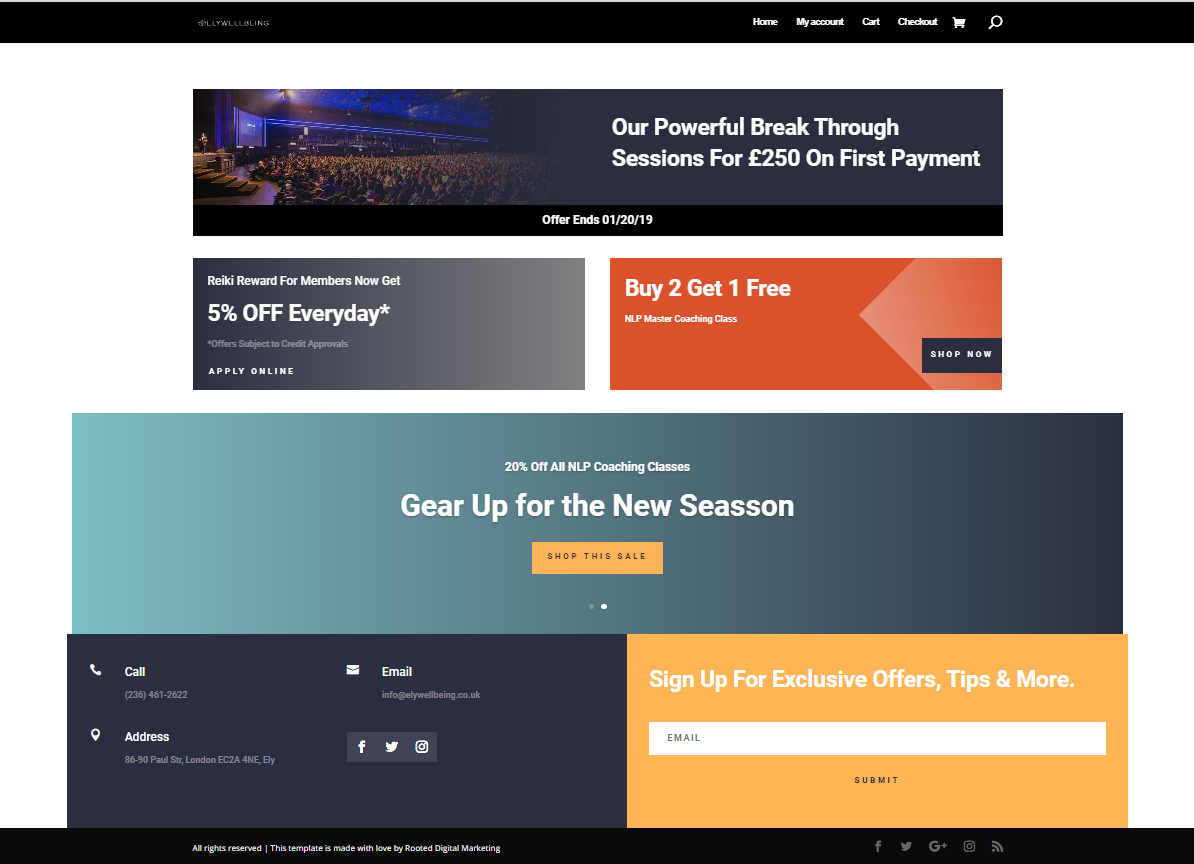 ELYWELLBEING
Home My account Cart Checkout
Our Powerful Break Through
Sessions For £250 On First Payment
Offer Ends 01/20/19
Reiki Reward For Members Now Get
5% OFF Everyday*
*Offers Subject to Credit Approvals
APPLY ONLINE
Buy 2 Get 1 Free
NLP Master Coaching Class
SHOP NOW
20% Off All NLP Coaching Classes
Gear Up for the New Seasson
SHOP THIS SALE
Call
(236) 461-2622
Email
info@elywellbeing.co.uk
Address
86-90 Paul Str, London EC2A 4NE, Ely
Sign Up For Exclusive Offers, Tips & More.
EMAIL
SUBMIT
All rights reserved | This template is made with love by Rooted Digital Marketing